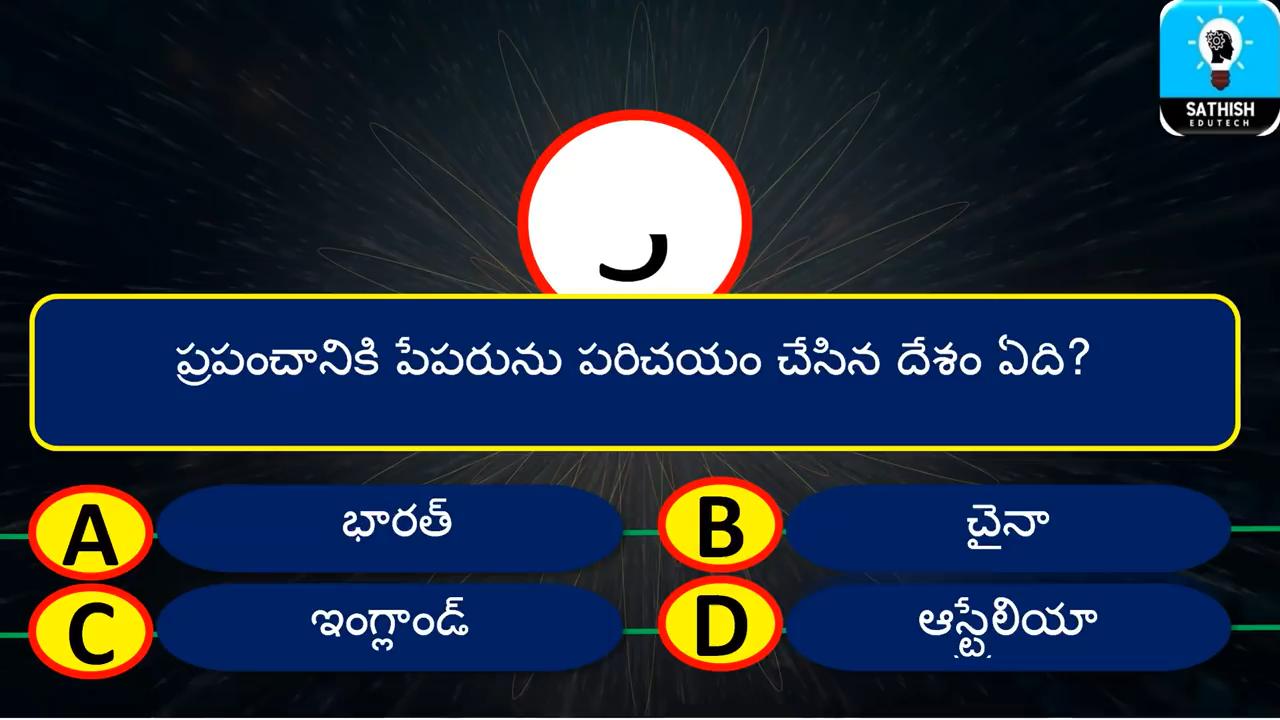 SATHISH
EDUTECH
ప్రపంచానికి పేపరును పరిచయం చేసిన దేశం ఏది?
A భారత్
B చైనా
C ఇంగ్లాండ్
D ఆస్ట్రేలియా